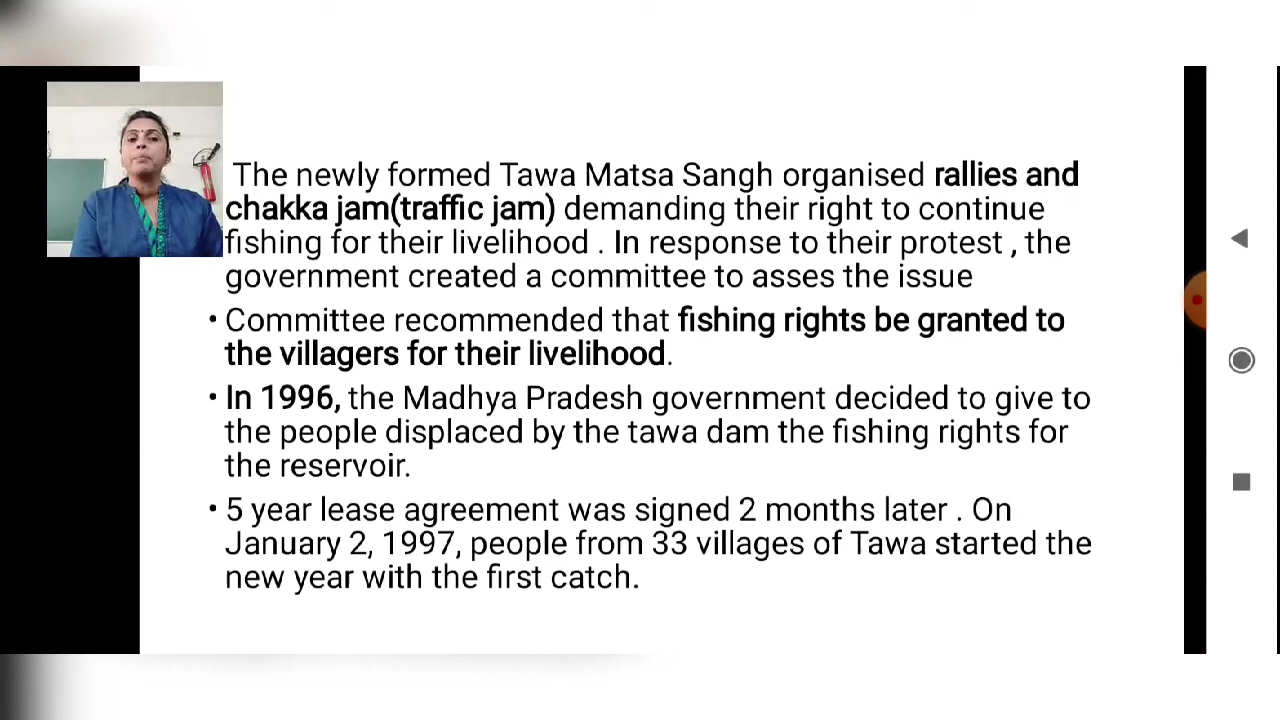 The newly formed Tawa Matsa Sangh organised rallies and
chakka jam(traffic jam) demanding their right to continue
fishing for their livelihood . In response to their protest , the
government created a committee to asses the issue
• Committee recommended that fishing rights be granted to
the villagers for their livelihood.
• In 1996, the Madhya Pradesh government decided to give to
the people displaced by the tawa dam the fishing rights for
the reservoir.
• 5 year lease agreement was signed 2 months later . On
January 2, 1997, people from 33 villages of Tawa started the
new year with the first catch.